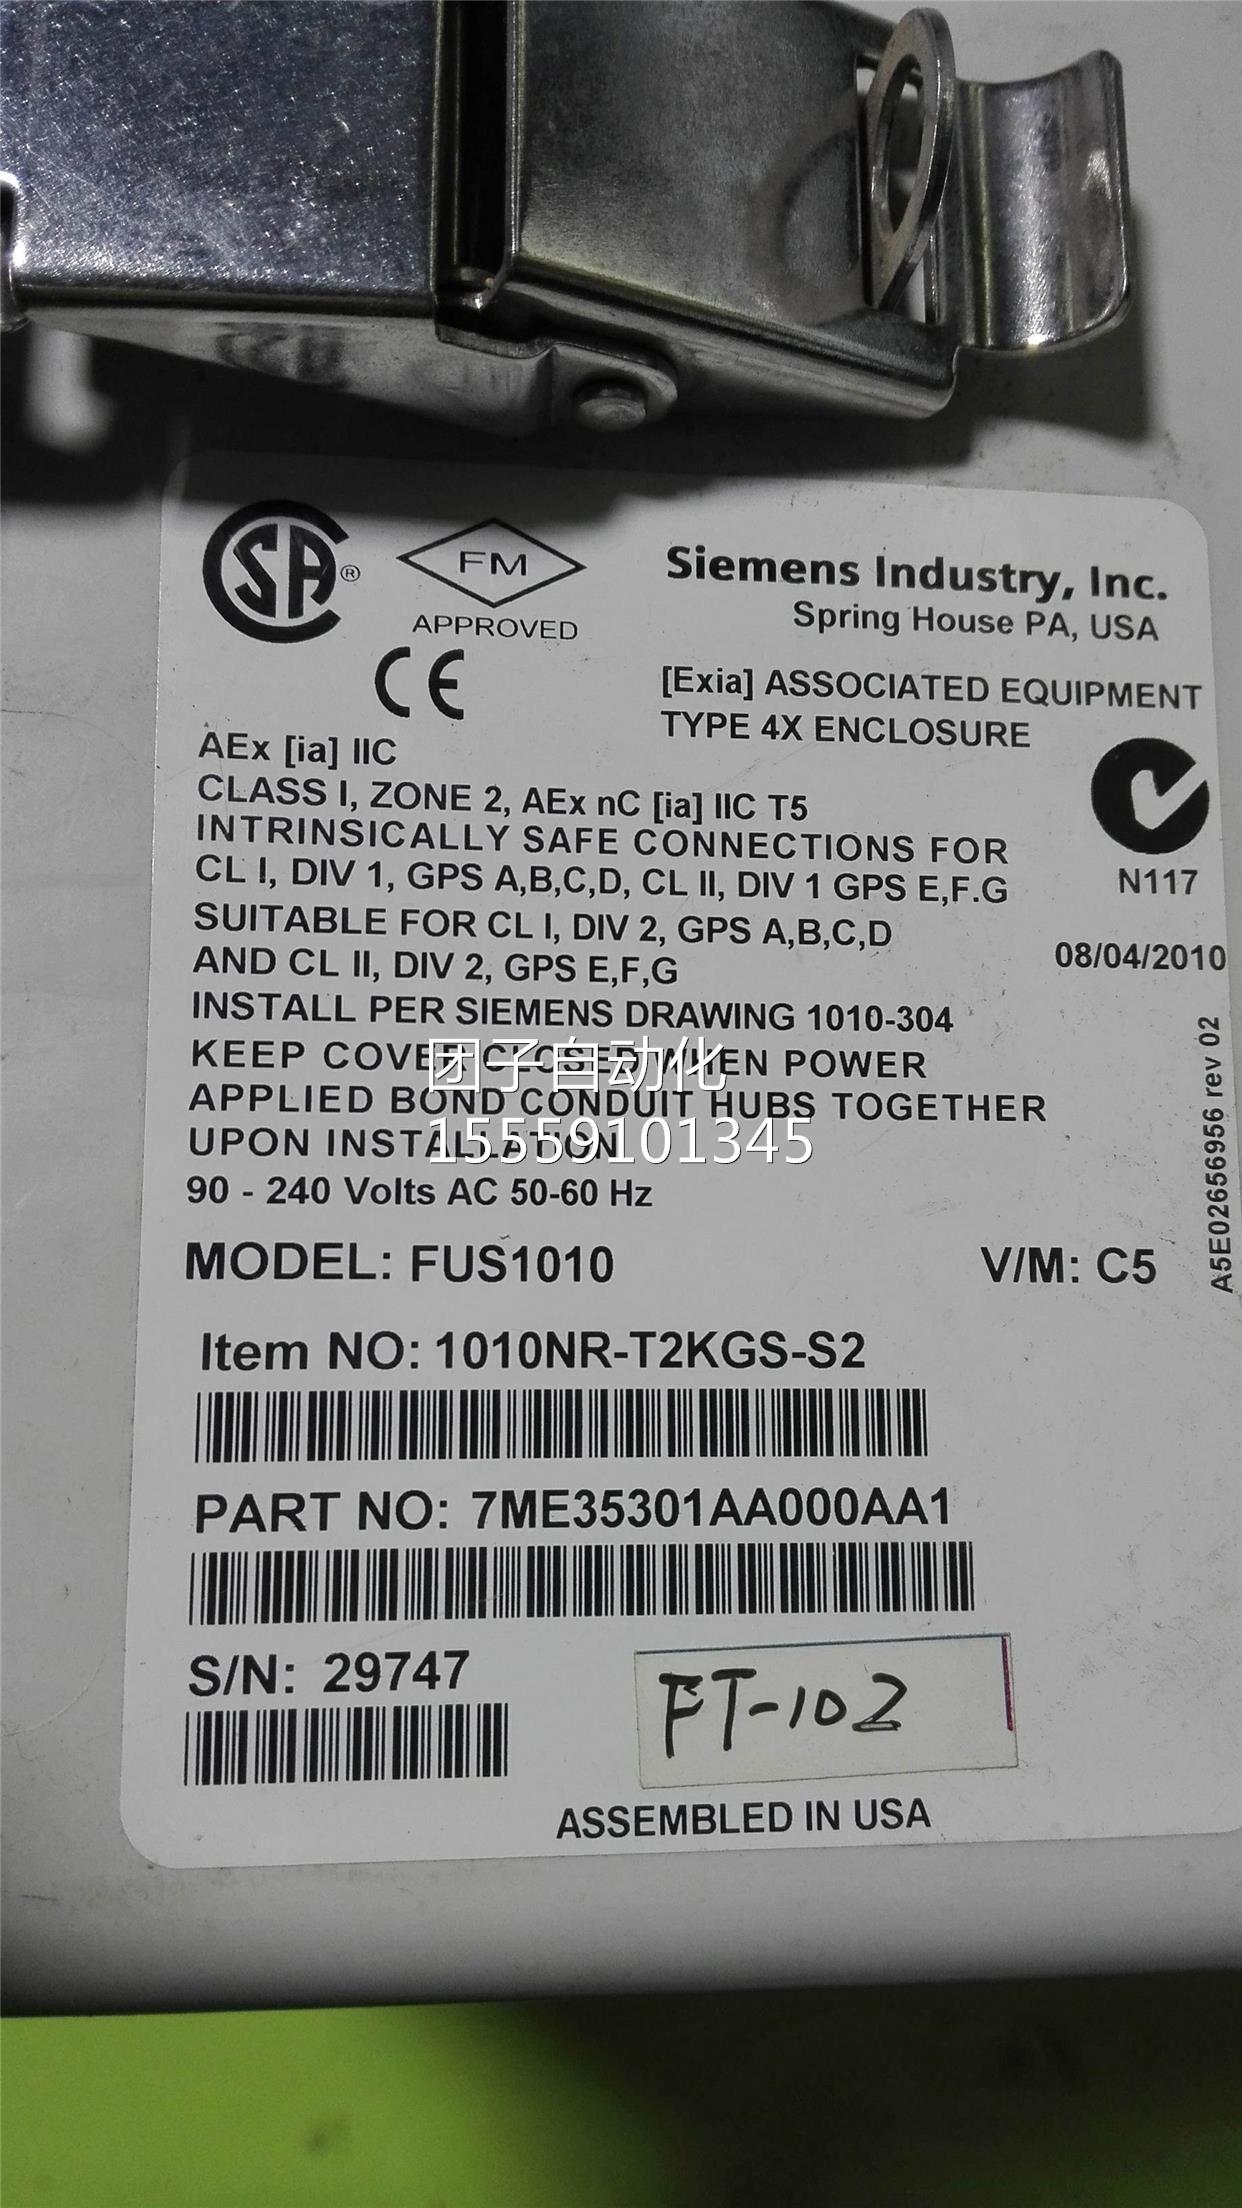 CSA®
FM
APPROVED
CE
Siemens Industry, Inc.
Spring House PA, USA
[Exia] ASSOCIATED EQUIPMENT
TYPE 4X ENCLOSURE
N117
08/04/2010
AEx [ia] IIC
CLASS I, ZONE 2, AEx nC [ia] IIC T5
INTRINSICALLY SAFE CONNECTIONS FOR
CL I, DIV 1, GPS A,B,C,D, CL II, DIV 1 GPS E,F.G
SUITABLE FOR CL I, DIV 2, GPS A,B,C,D
AND CL II, DIV 2, GPS E,F,G
INSTALL PER SIEMENS DRAWING 1010-304
KEEP COVER CLOSED WHEN POWER
APPLIED BOND CONDUIT HUBS TOGETHER
UPON INSTALLATION
90 - 240 Volts AC 50-60 Hz
团子自动化
15559101345
A5E02656956 rev 02
MODEL: FUS1010 V/M: C5
Item NO: 1010NR-T2KGS-S2
PART NO: 7ME35301AA000AA1
S/N: 29747
FT-102
ASSEMBLED IN USA